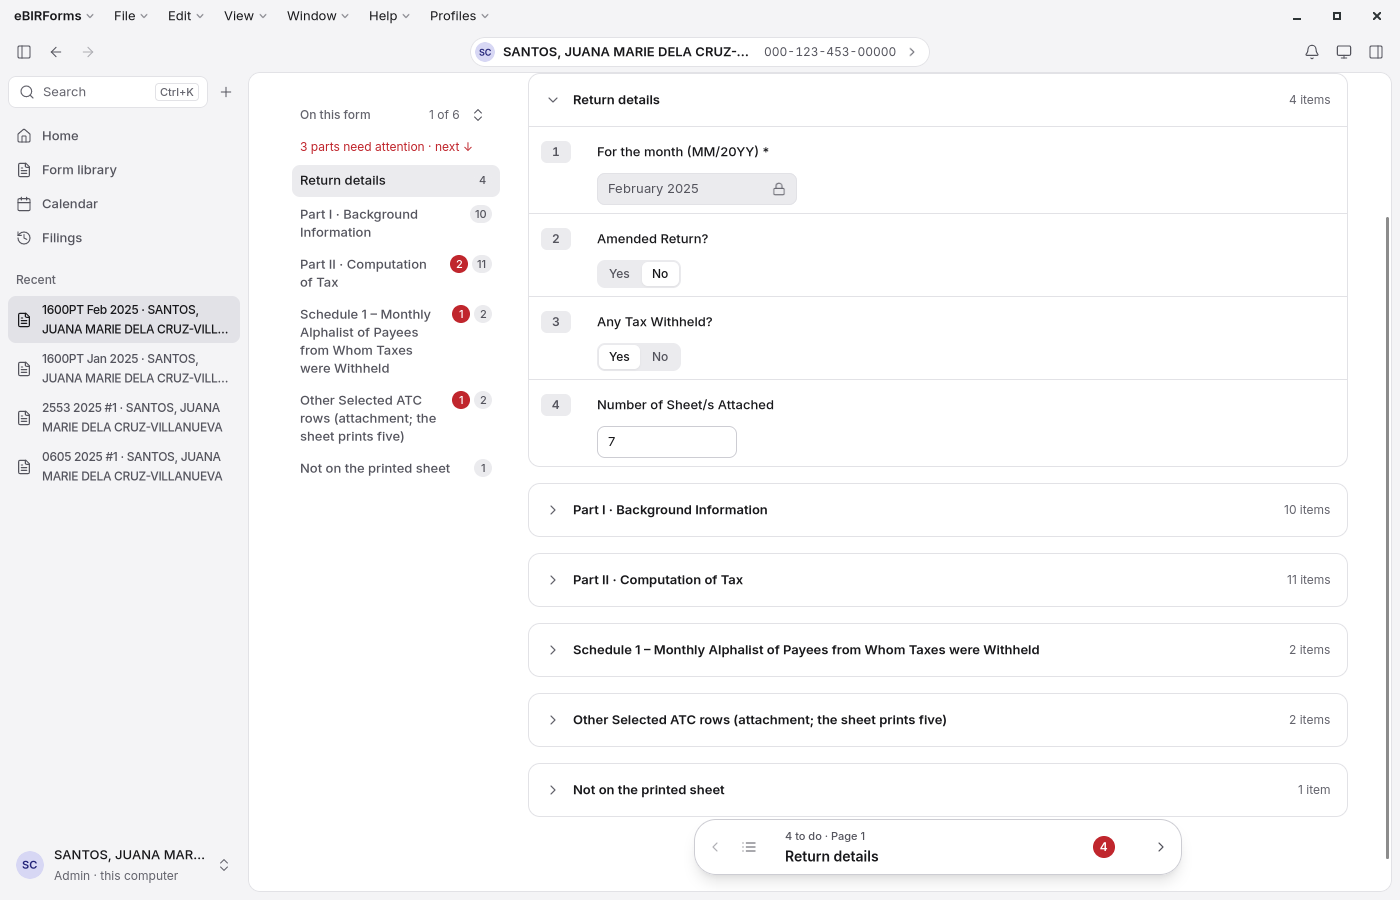 eBIRForms File Edit View Window Help Profiles
SC SANTOS, JUANA MARIE DELA CRUZ-... 000-123-453-00000
Search Ctrl+K
Home
Form library
Calendar
Filings
Recent
1600PT Feb 2025 · SANTOS,
JUANA MARIE DELA CRUZ-VILL...
1600PT Jan 2025 · SANTOS,
JUANA MARIE DELA CRUZ-VILL...
2553 2025 #1 · SANTOS, JUANA
MARIE DELA CRUZ-VILLANUEVA
0605 2025 #1 · SANTOS, JUANA
MARIE DELA CRUZ-VILLANUEVA
SC SANTOS, JUANA MAR...
Admin · this computer
On this form 1 of 6
3 parts need attention · next ↓
Return details 4
Part I · Background 10
Information
Part II · Computation 2 11
of Tax
Schedule 1 – Monthly 1 2
Alphalist of Payees
from Whom Taxes
were Withheld
Other Selected ATC 1 2
rows (attachment; the
sheet prints five)
Not on the printed sheet 1
Return details 4 items
1 For the month (MM/20YY) *
February 2025
2 Amended Return?
Yes No
3 Any Tax Withheld?
Yes No
4 Number of Sheet/s Attached
7
Part I · Background Information 10 items
Part II · Computation of Tax 11 items
Schedule 1 – Monthly Alphalist of Payees from Whom Taxes were Withheld 2 items
Other Selected ATC rows (attachment; the sheet prints five) 2 items
Not on the printed sheet 1 item
4 to do · Page 1
Return details 4